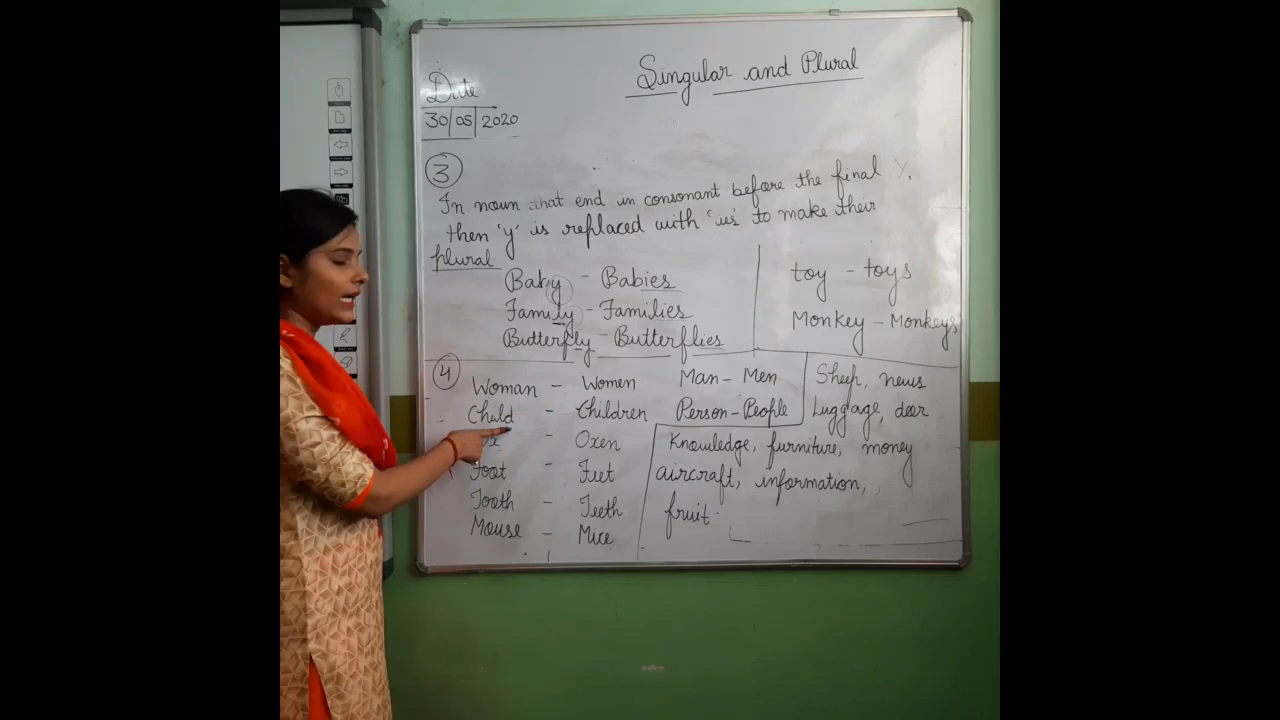 Singular and Plural
Date
30/05/2020
3
In noun that end in consonant before the final Y,
then 'y' is replaced with 'ies' to make their
plural
Baby - Babies
Family - Families
Butterfly - Butterflies
toy - toys
Monkey - Monkeys
4
Woman - Women
Child - Children
Ox - Oxen
Foot - Feet
Tooth - Teeth
Mouse - Mice
Man - Men
Person - People
Sheep, news
Luggage, deer
Knowledge, furniture, money
aircraft, information,
fruit.